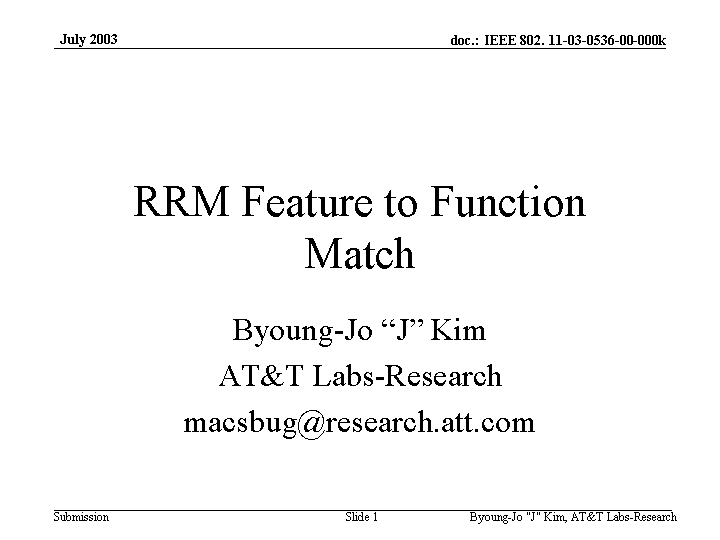 July 2003
doc.: IEEE 802. 11-03-0536-00-000k
RRM Feature to Function
Match
Byoung-Jo “J” Kim
AT&T Labs-Research
macsbug@research.att.com
Submission
Slide 1
Byoung-Jo "J" Kim, AT&T Labs-Research